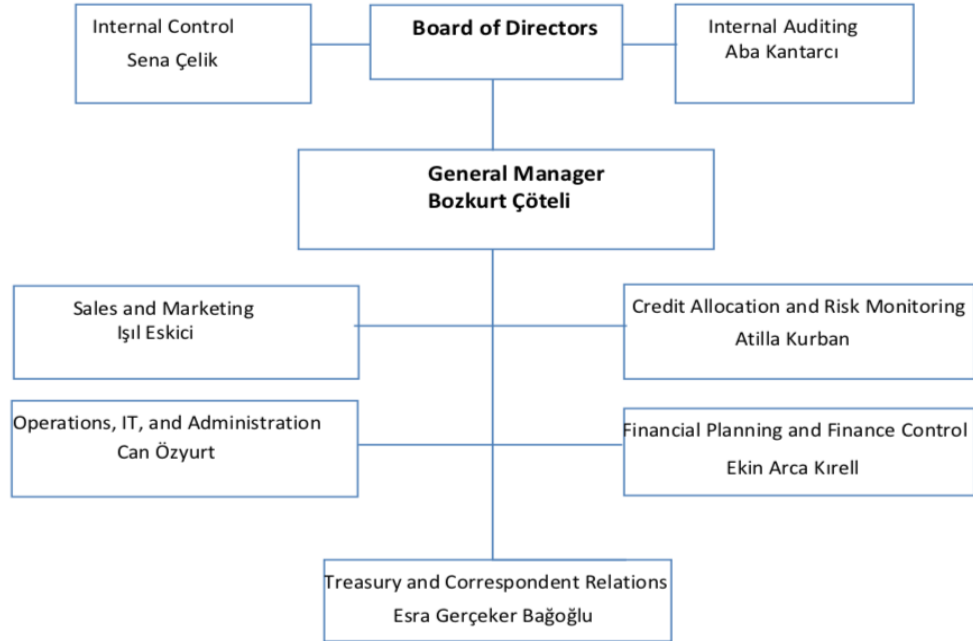 Internal Control
Sena Çelik
Board of Directors
Internal Auditing
Aba Kantarcı
General Manager
Bozkurt Çöteli
Sales and Marketing
Işıl Eskici
Credit Allocation and Risk Monitoring
Atilla Kurban
Operations, IT, and Administration
Can Özyurt
Financial Planning and Finance Control
Ekin Arca Kırell
Treasury and Correspondent Relations
Esra Gerçeker Bağoğlu